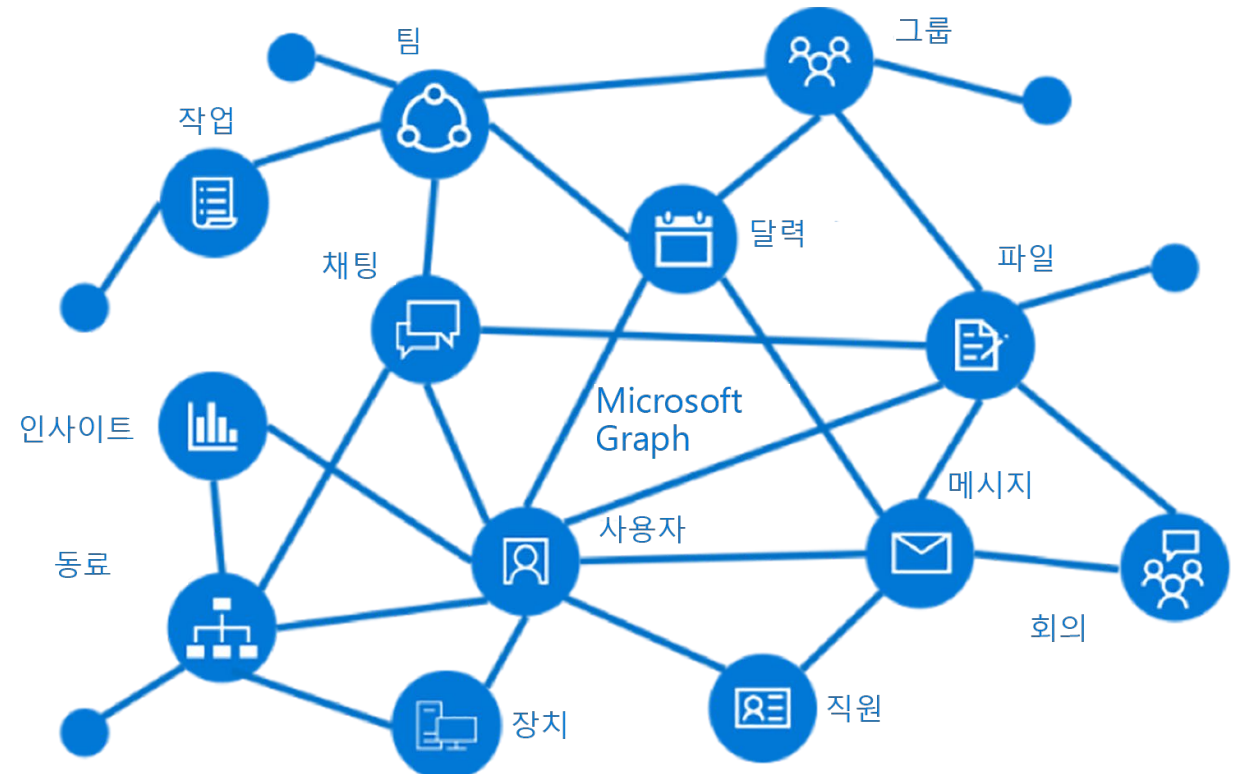 팀
그룹
작업
달력
채팅
파일
Microsoft
Graph
인사이트
메시지
사용자
동료
회의
장치
직원